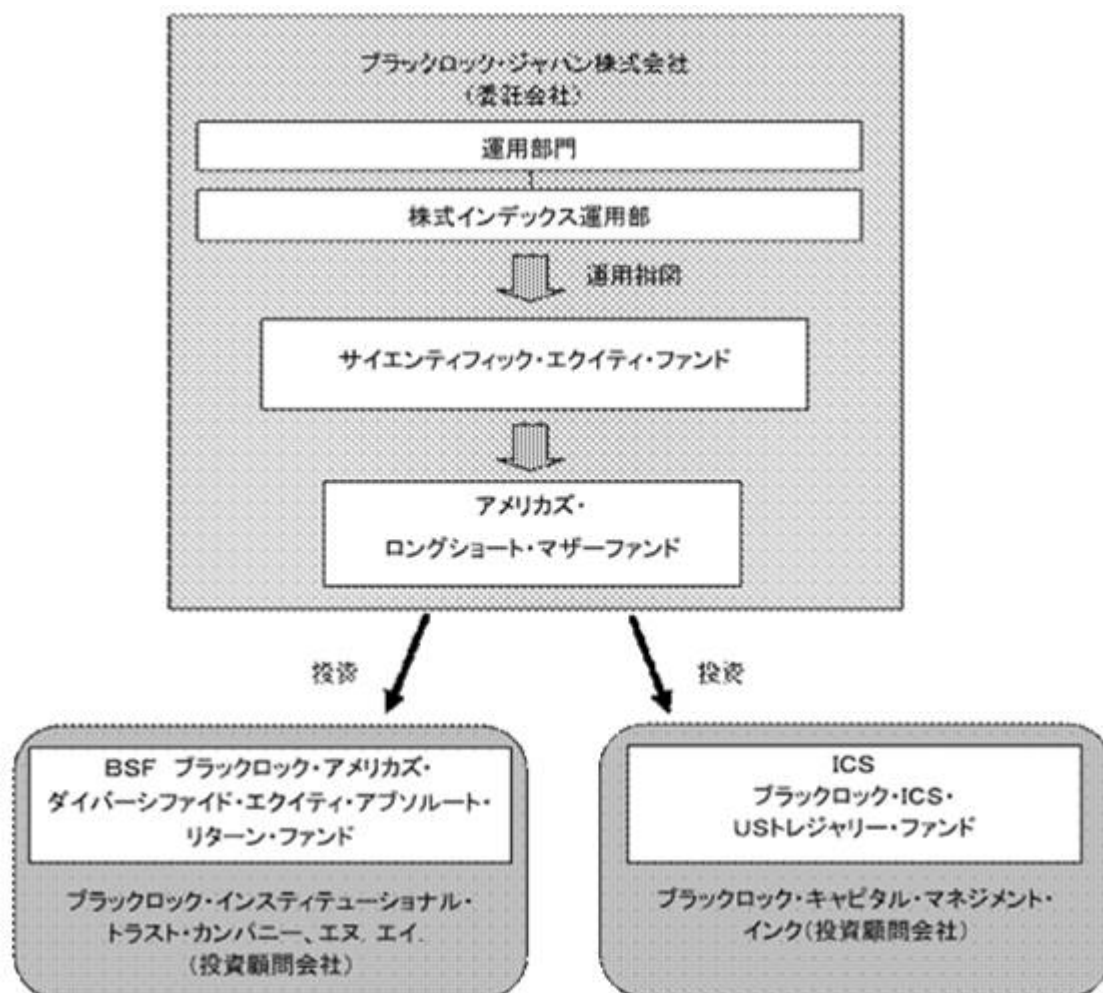 ブラックロック・ジャパン株式会社
(委託会社)
運用部門
株式インデックス運用部
運用指図
サイエンティフィック・エクイティ・ファンド
アメリカズ・
ロングショート・マザーファンド
投資
投資
BSF ブラックロック・アメリカズ・
ダイバーシファイド・エクイティ・アブソルート・
リターン・ファンド
ブラックロック・インスティテューショナル・
トラスト・カンパニー、エヌ.エイ.
(投資顧問会社)
ICS
ブラックロック・ICS・
USトレジャリー・ファンド
ブラックロック・キャピタル・マネジメント・
インク(投資顧問会社)